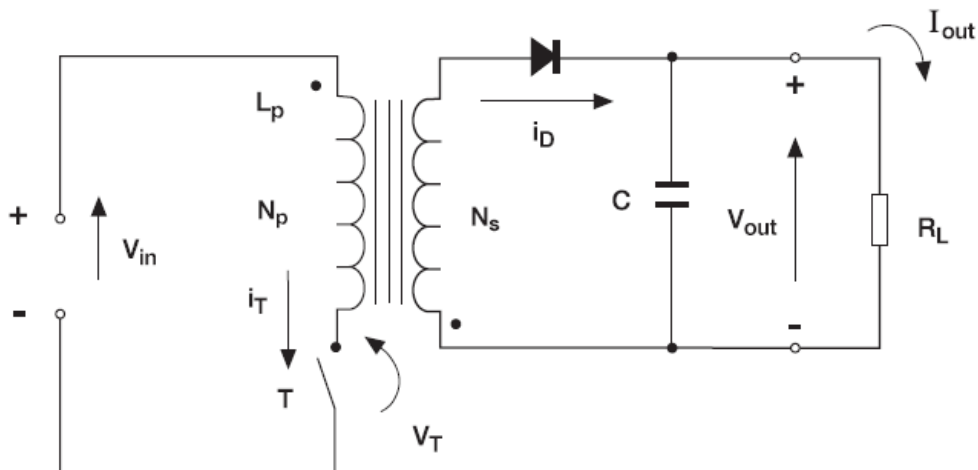 I_out
L_p
+
i_D
+
N_p
N_s
C
V_out
R_L
V_in
-
i_T
-
T
V_T